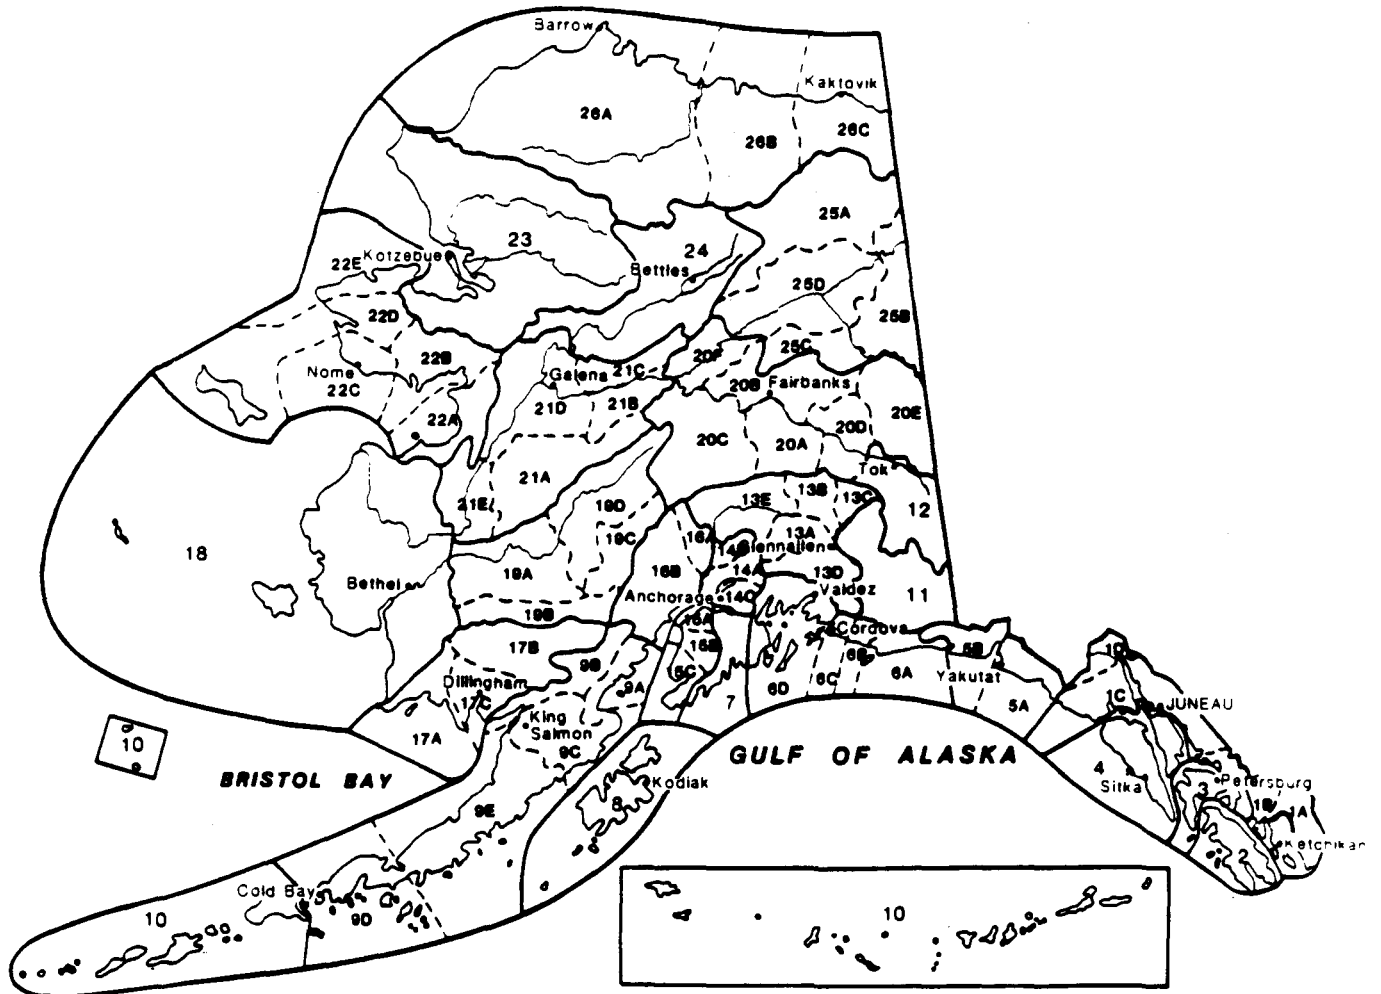 Barrow
Kaktovik
26A
26B
26C
25A
23
24
Kotzebue
22E
Bettles
25D
22D
25B
22B
20F
25C
Nome
22C
Galena
21C
20B
Fairbanks
21D
21B
22A
20E
20C
20A
20D
21A
Tok
21E
19D
13E
13B
13C
12
19C
16A
13A
Glennallen
18
14A
19A
16B
13D
Bethel
Anchorage
14C
Valdez
11
19B
15A
Cordova
17B
9B
15B
6B
5B
1D
15C
6A
Yakutat
Dillingham
17C
9A
7
6D
6C
5A
1C
JUNEAU
King
Salmon
17A
9C
10
BRISTOL BAY
GULF OF ALASKA
4
Sitka
Kodiak
8
3
Petersburg
9E
1B
1A
Ketchikan
2
Cold Bay
10
9D
10